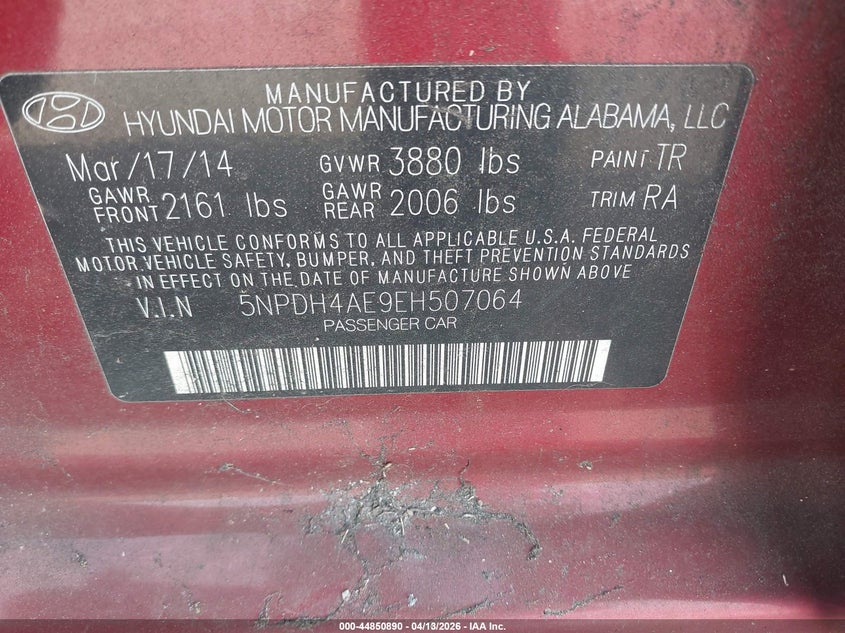 MANUFACTURED BY
HYUNDAI MOTOR MANUFACTURING ALABAMA, LLC
Mar/17/14 GVWR 3880 lbs PAINT TR
GAWR FRONT 2161 lbs GAWR REAR 2006 lbs TRIM RA
THIS VEHICLE CONFORMS TO ALL APPLICABLE U.S.A. FEDERAL
MOTOR VEHICLE SAFETY, BUMPER, AND THEFT PREVENTION STANDARDS
IN EFFECT ON THE DATE OF MANUFACTURE SHOWN ABOVE
V.I.N 5NPDH4AE9EH507064
PASSENGER CAR
000-44850890 - 04/13/2026 - IAA Inc.